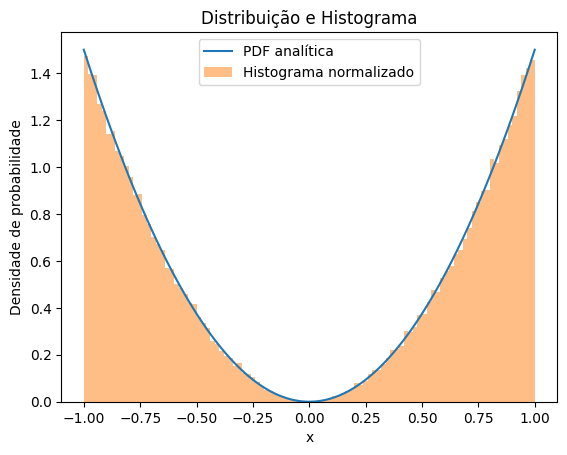 Distribuição e Histograma
PDF analítica
Histograma normalizado
Densidade de probabilidade
1.4
1.2
1.0
0.8
0.6
0.4
0.2
0.0
−1.00 −0.75 −0.50 −0.25 0.00 0.25 0.50 0.75 1.00
x